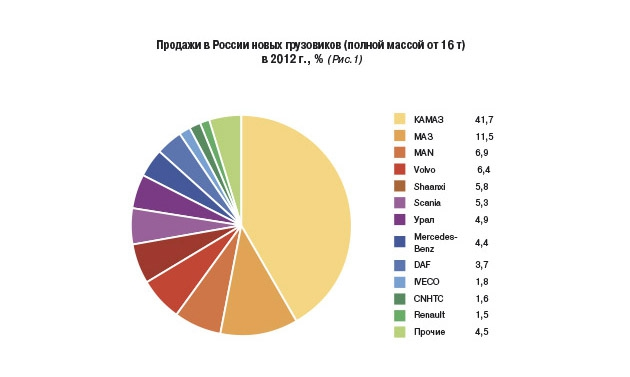 Продажи в России новых грузовиков (полной массой от 16 т)
в 2012 г., % (Рис.1)
КАМАЗ 41,7
МАЗ 11,5
MAN 6,9
Volvo 6,4
Shaanxi 5,8
Scania 5,3
Урал 4,9
Mercedes-
Benz 4,4
DAF 3,7
IVECO 1,8
CNHTC 1,6
Renault 1,5
Прочие 4,5